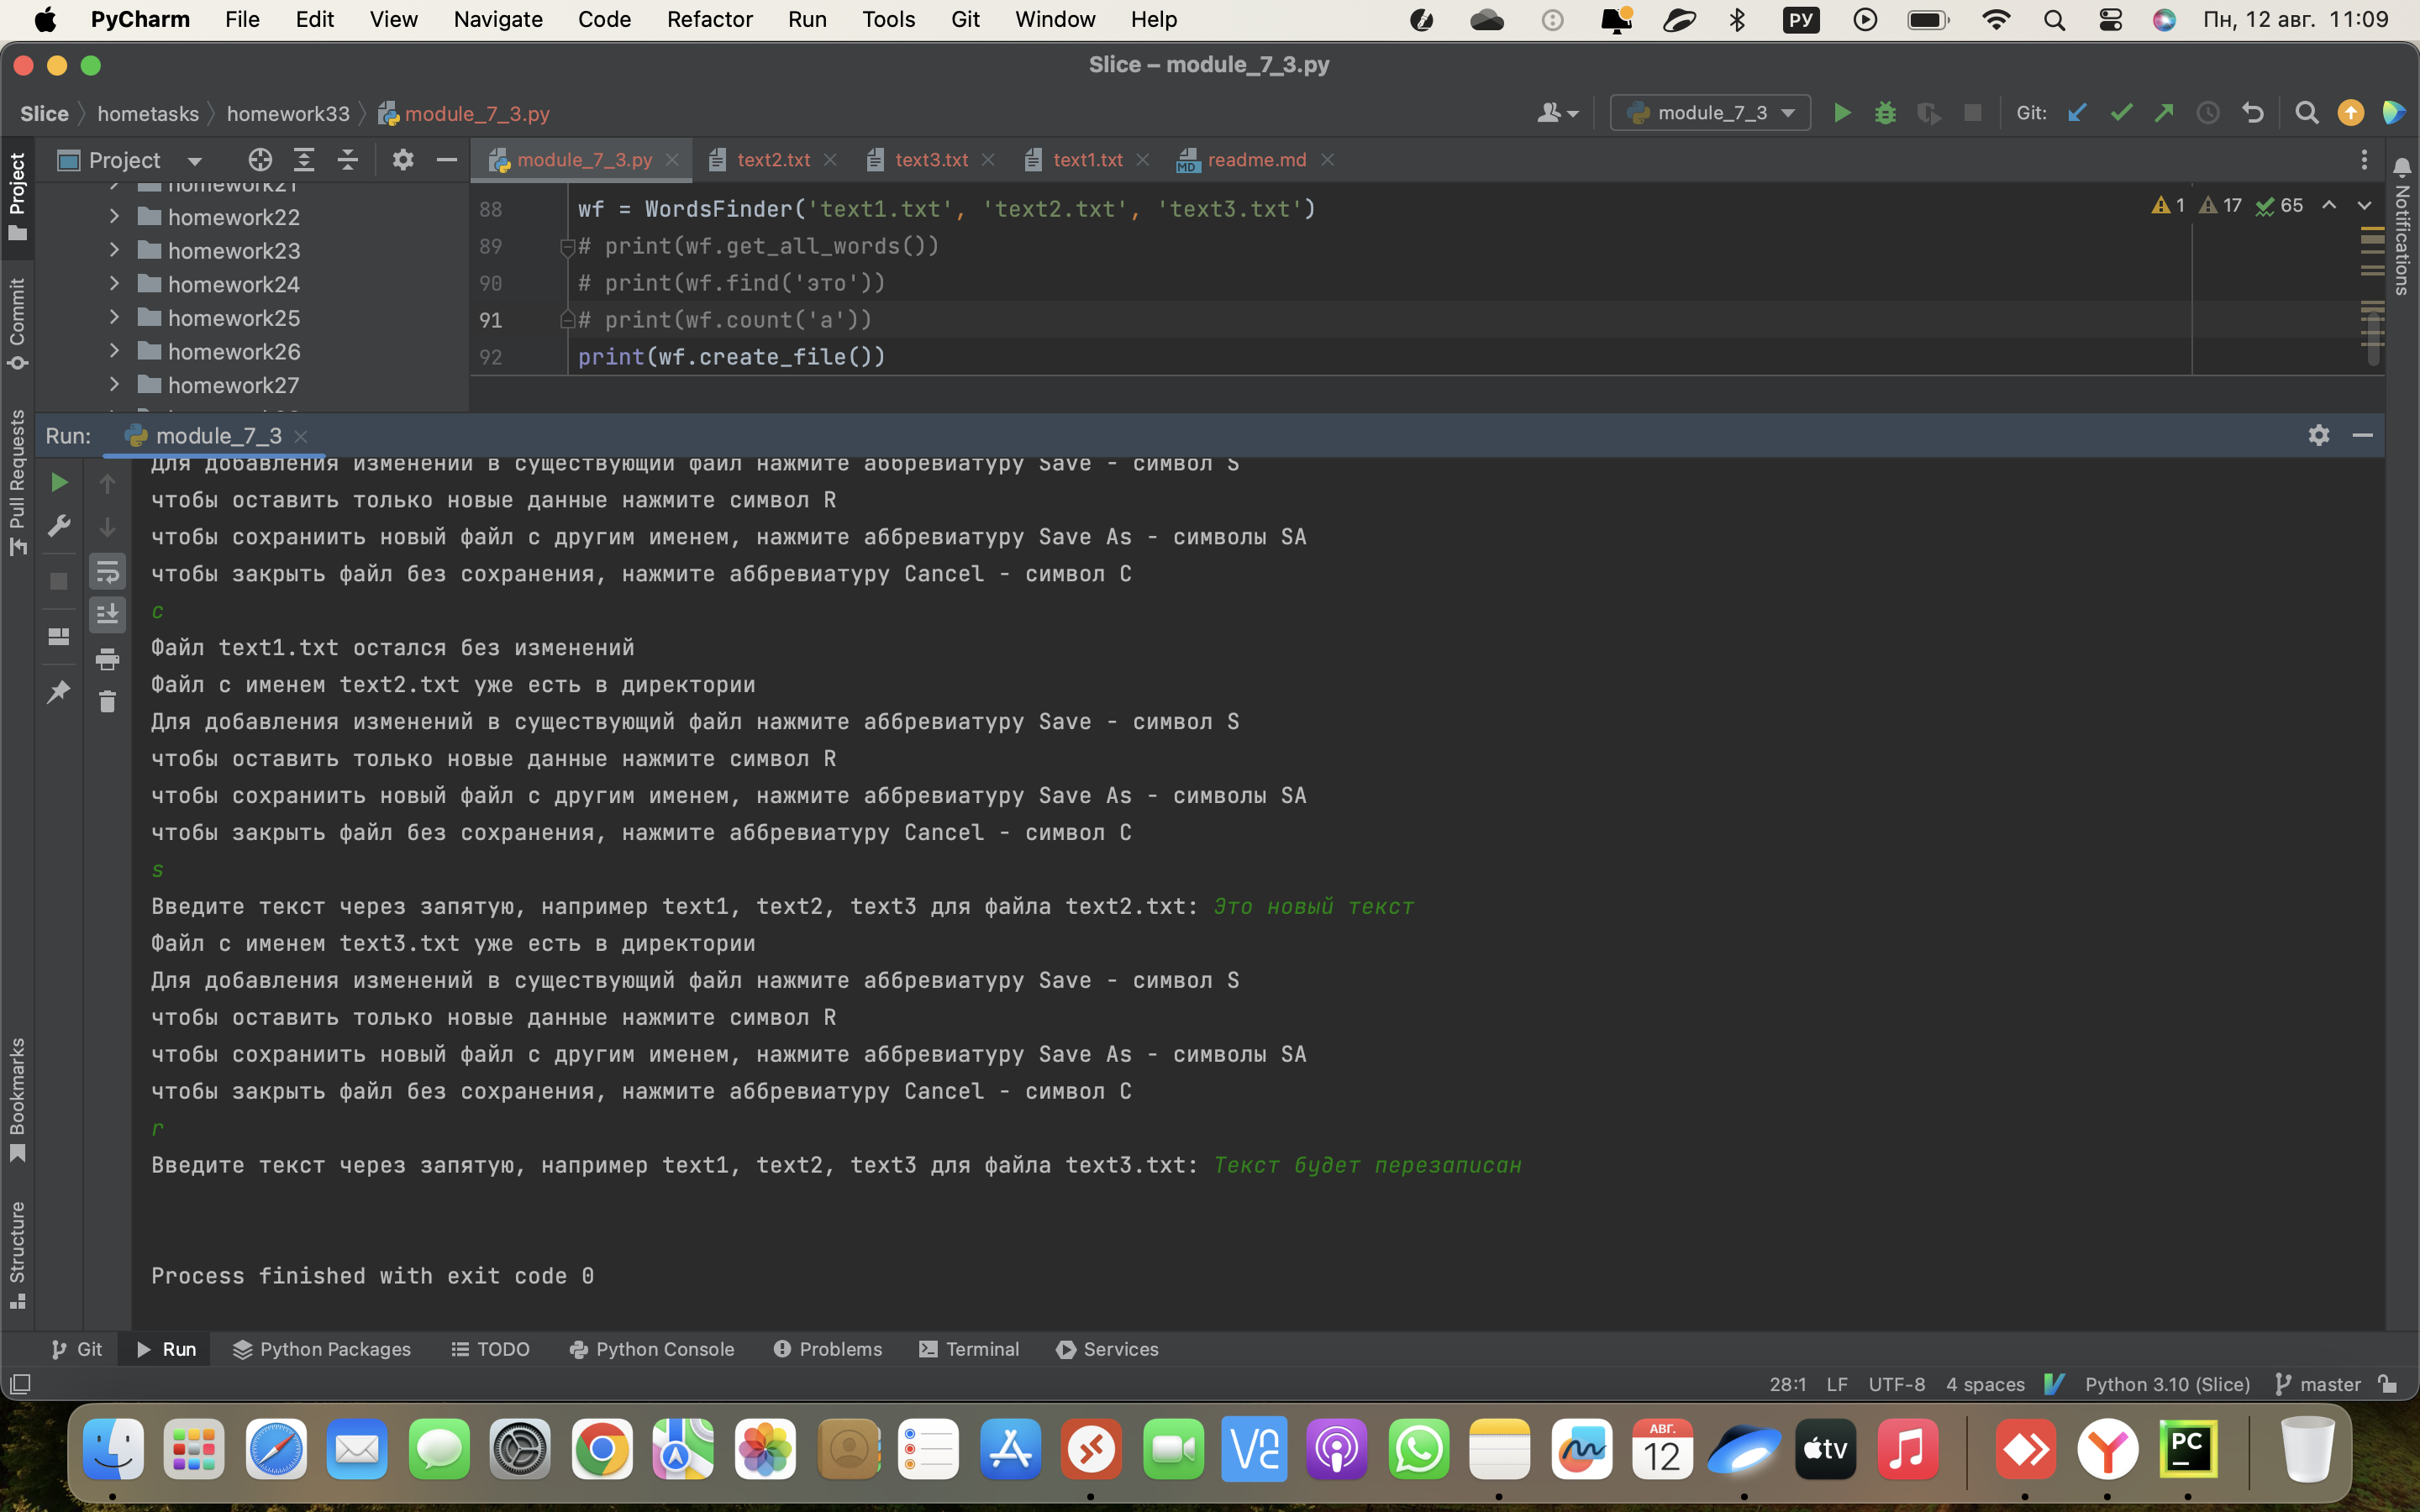 PyCharm File Edit View Navigate Code Refactor Run Tools Git Window Help РУ Пн, 12 авг. 11:09
Slice – module_7_3.py
Slice hometasks homework33 module_7_3.py module_7_3 Git:
Project module_7_3.py text2.txt text3.txt text1.txt readme.md
homework21
homework22
homework23
homework24
homework25
homework26
homework27
88 wf = WordsFinder('text1.txt', 'text2.txt', 'text3.txt')
89 # print(wf.get_all_words())
90 # print(wf.find('это'))
91 # print(wf.count('а'))
92 print(wf.create_file())
1 17 65
Project
Commit
Pull Requests
Bookmarks
Structure
Notifications
Run: module_7_3
Для добавления изменений в существующий файл нажмите аббревиатуру Save - символ S
чтобы оставить только новые данные нажмите символ R
чтобы сохраниить новый файл с другим именем, нажмите аббревиатуру Save As - символы SA
чтобы закрыть файл без сохранения, нажмите аббревиатуру Cancel - символ C
c
Файл text1.txt остался без изменений
Файл с именем text2.txt уже есть в директории
Для добавления изменений в существующий файл нажмите аббревиатуру Save - символ S
чтобы оставить только новые данные нажмите символ R
чтобы сохраниить новый файл с другим именем, нажмите аббревиатуру Save As - символы SA
чтобы закрыть файл без сохранения, нажмите аббревиатуру Cancel - символ C
s
Введите текст через запятую, например text1, text2, text3 для файла text2.txt: Это новый текст
Файл с именем text3.txt уже есть в директории
Для добавления изменений в существующий файл нажмите аббревиатуру Save - символ S
чтобы оставить только новые данные нажмите символ R
чтобы сохраниить новый файл с другим именем, нажмите аббревиатуру Save As - символы SA
чтобы закрыть файл без сохранения, нажмите аббревиатуру Cancel - символ C
r
Введите текст через запятую, например text1, text2, text3 для файла text3.txt: Текст будет перезаписан
Process finished with exit code 0
Git Run Python Packages TODO Python Console Problems Terminal Services
28:1 LF UTF-8 4 spaces Python 3.10 (Slice) master
АВГ.
12
tv
PC